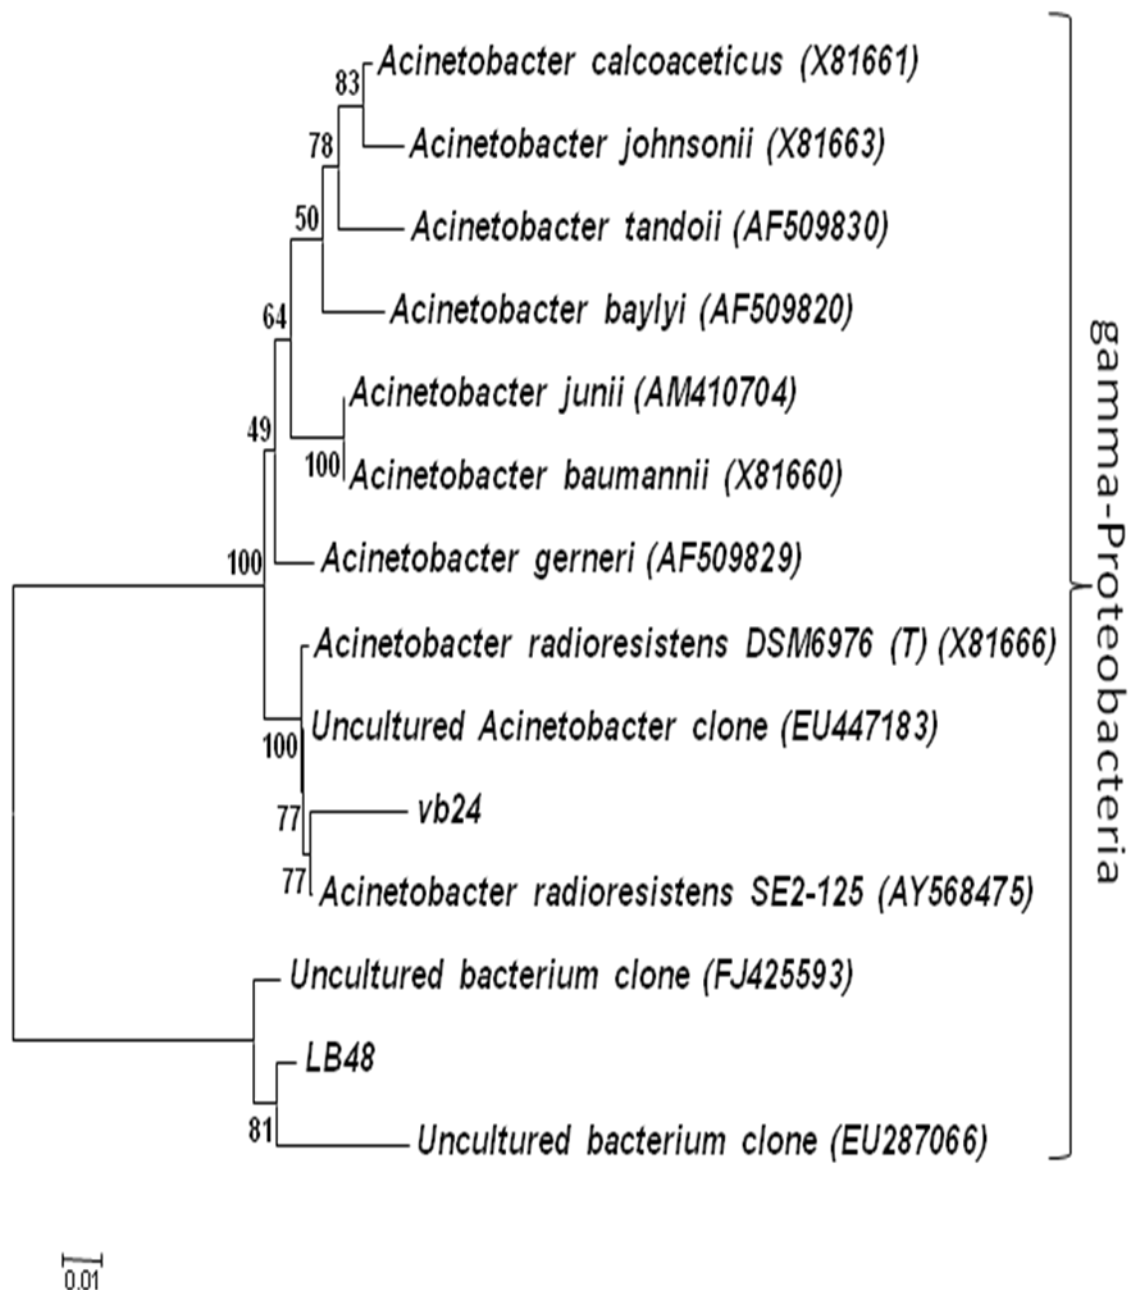 Acinetobacter calcoaceticus (X81661)
83
Acinetobacter johnsonii (X81663)
78
Acinetobacter tandoii (AF509830)
50
Acinetobacter baylyi (AF509820)
64
Acinetobacter junii (AM410704)
49
100
Acinetobacter baumannii (X81660)
Acinetobacter gerneri (AF509829)
100
Acinetobacter radioresistens DSM6976 (T) (X81666)
Uncultured Acinetobacter clone (EU447183)
100
vb24
77
77
Acinetobacter radioresistens SE2-125 (AY568475)
Uncultured bacterium clone (FJ425593)
LB48
81
Uncultured bacterium clone (EU287066)
gamma-Proteobacteria
0.01